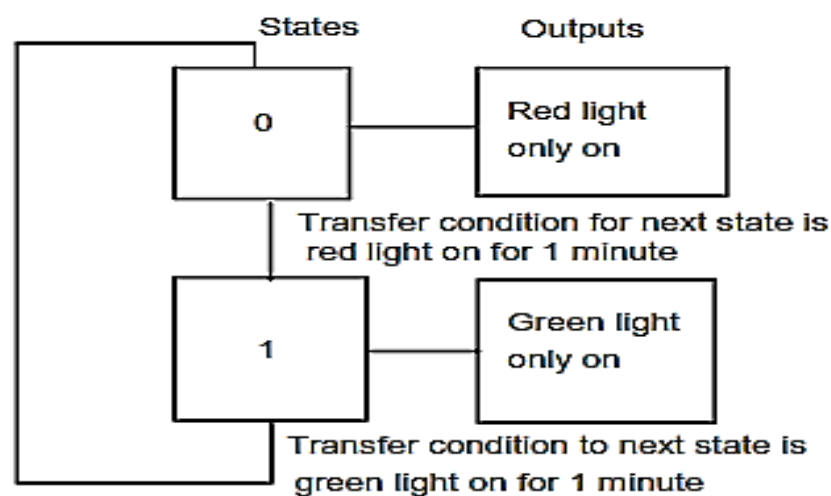 States
Outputs
0
Red light
only on
Transfer condition for next state is
red light on for 1 minute
1
Green light
only on
Transfer condition to next state is
green light on for 1 minute